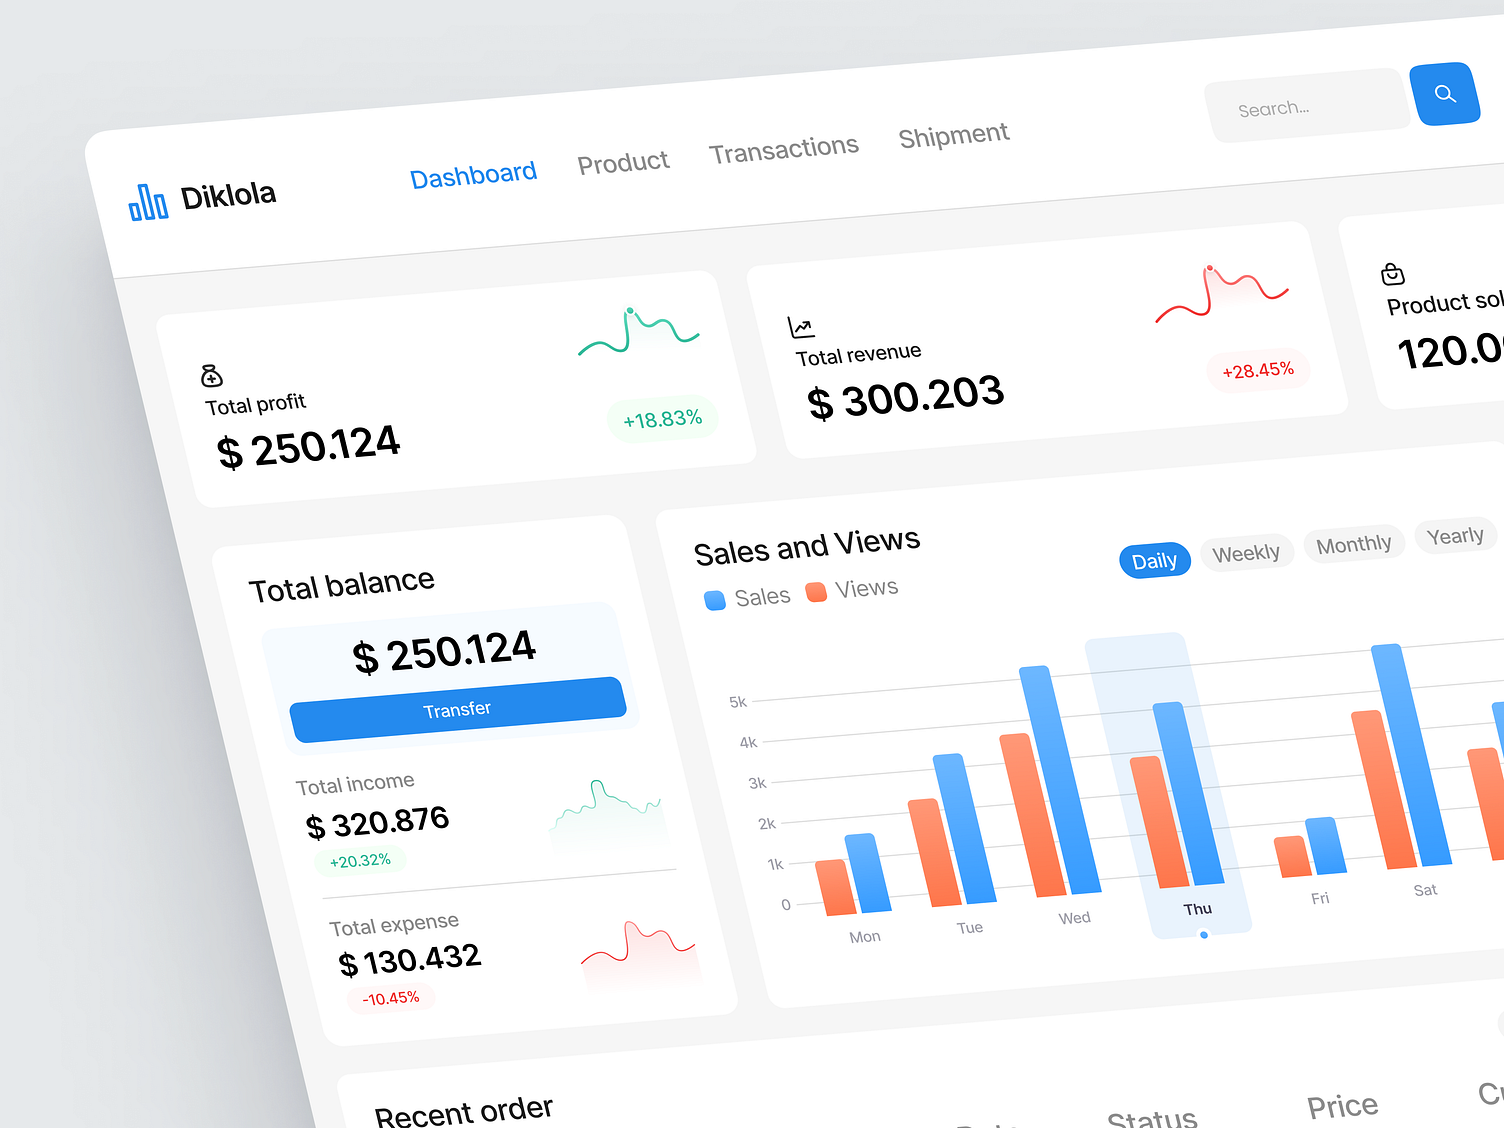 Diklola
Dashboard
Product
Transactions
Shipment
Search...
Total profit
$ 250.124
+18.83%
Total revenue
$ 300.203
+28.45%
Product
120.0
Total balance
$ 250.124
Transfer
Total income
$ 320.876
+20.32%
Total expense
$ 130.432
-10.45%
Sales and Views
Sales
Views
Daily
Weekly
Monthly
Yearly
5k
4k
3k
2k
1k
0
Mon
Tue
Wed
Thu
Fri
Sat
Recent order
Status
Price